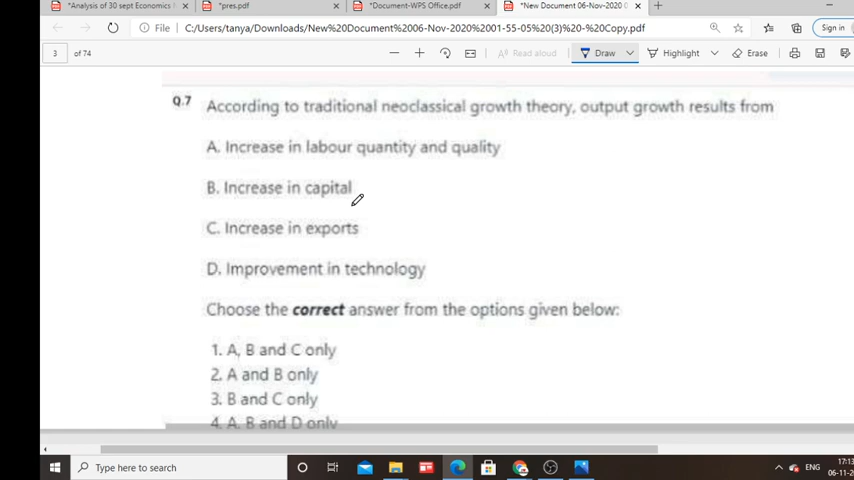 *Analysis of 30 sept Economics
*pres.pdf
*Document-WPS Office.pdf
*New Document 06-Nov-2020
File C:/Users/tanya/Downloads/New%20Document%2006-Nov-2020%2001-55-05%20(3)%20-%20Copy.pdf
Sign in
3 of 74 Read aloud Draw Highlight Erase
Q.7 According to traditional neoclassical growth theory, output growth results from
A. Increase in labour quantity and quality
B. Increase in capital
C. Increase in exports
D. Improvement in technology
Choose the correct answer from the options given below:
1. A, B and C only
2. A and B only
3. B and C only
4. A, B and D only
Type here to search
ENG
17:13
06-11-2